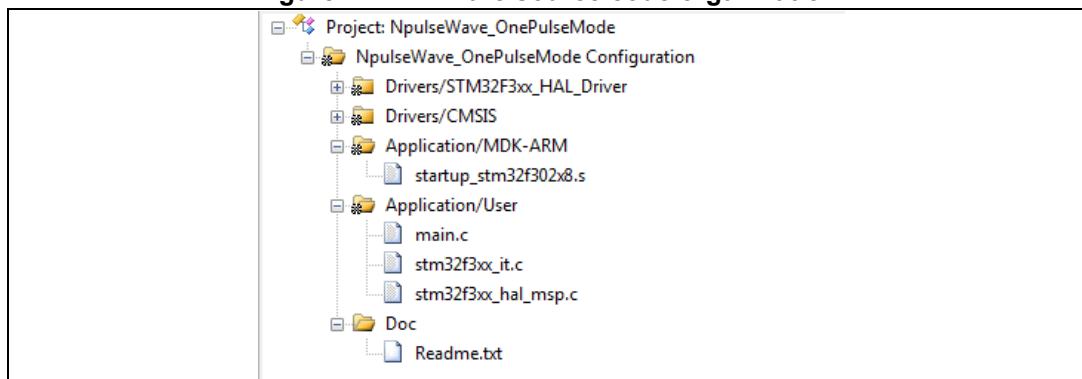 Project: NpulseWave_OnePulseMode
NpulseWave_OnePulseMode Configuration
Drivers/STM32F3xx_HAL_Driver
Drivers/CMSIS
Application/MDK-ARM
startup_stm32f302x8.s
Application/User
main.c
stm32f3xx_it.c
stm32f3xx_hal_msp.c
Doc
Readme.txt